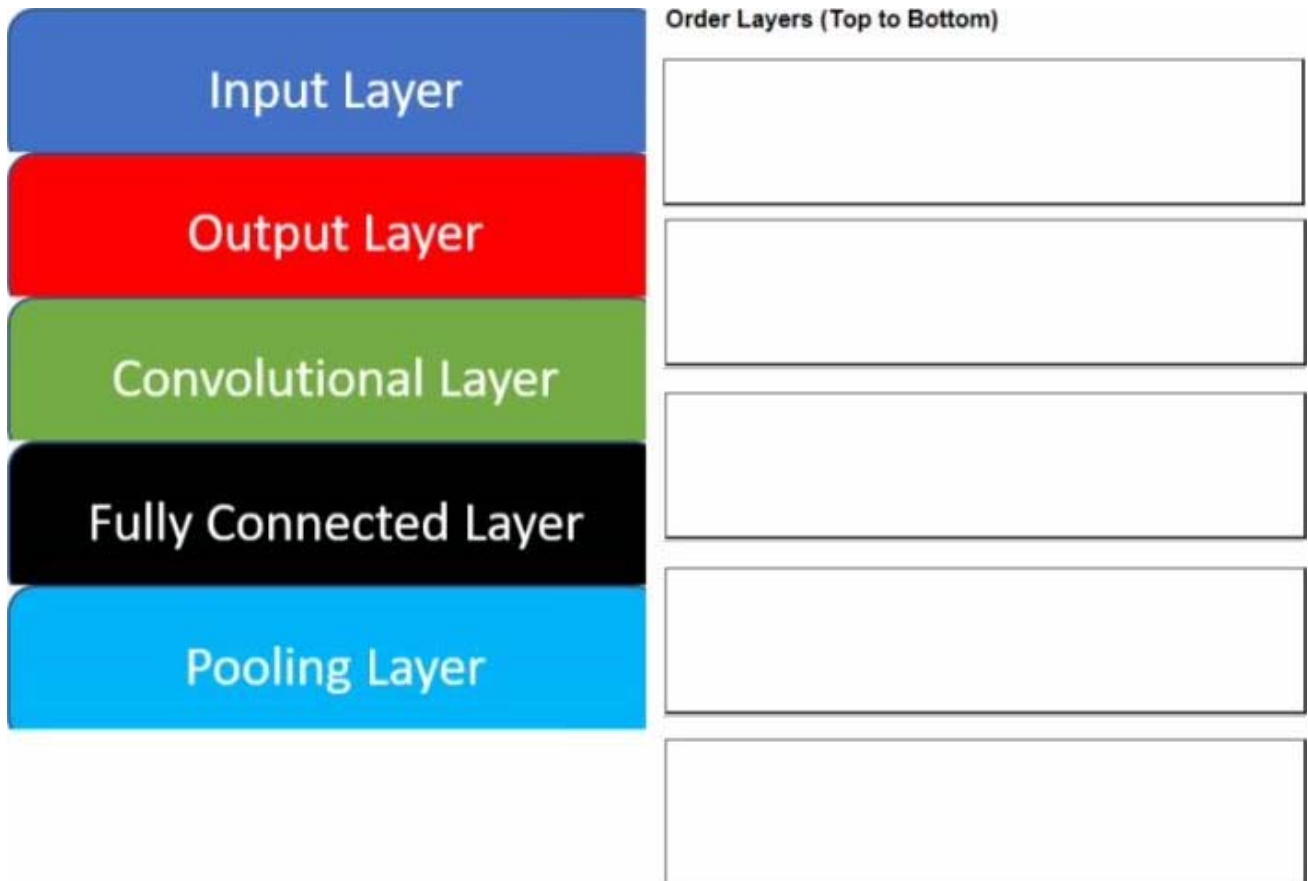 Order Layers (Top to Bottom)
Input Layer
Output Layer
Convolutional Layer
Fully Connected Layer
Pooling Layer